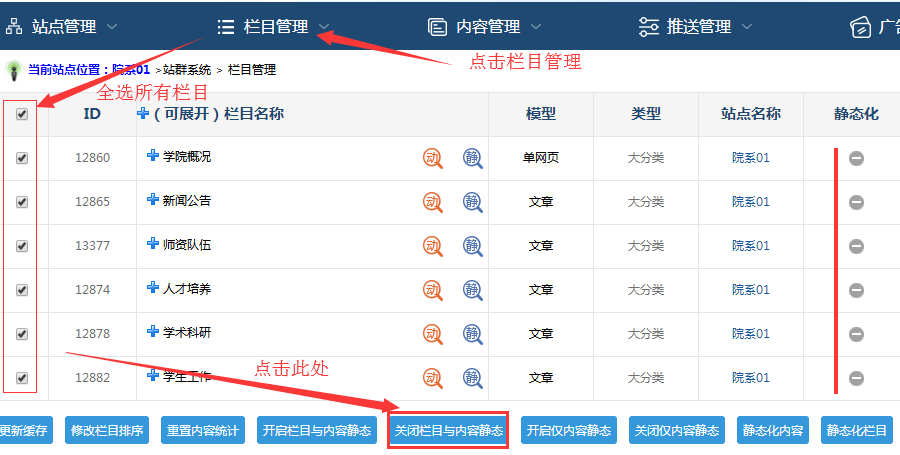 站点管理 栏目管理 内容管理 推送管理 广告
点击栏目管理
当前站点位置：院系01 >站群系统 > 栏目管理
全选所有栏目
ID （可展开）栏目名称 模型 类型 站点名称 静态化
12860 学院概况 动 静 单网页 大分类 院系01
12865 新闻公告 动 静 文章 大分类 院系01
13377 师资队伍 动 静 文章 大分类 院系01
12874 人才培养 动 静 文章 大分类 院系01
12878 学术科研 动 静 文章 大分类 院系01
点击此处
12882 学生工作 动 静 文章 大分类 院系01
更新缓存 修改栏目排序 重置内容统计 开启栏目与内容静态 关闭栏目与内容静态 开启仅内容静态 关闭仅内容静态 静态化内容 静态化栏目